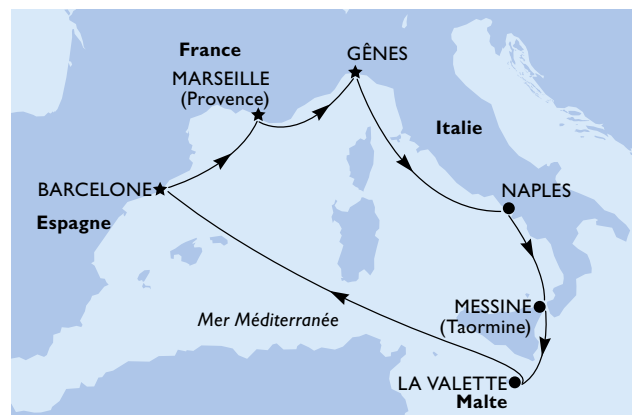 France
GÊNES
MARSEILLE
(Provence)
Italie
BARCELONE
NAPLES
Espagne
MESSINE
(Taormine)
Mer Méditerranée
LA VALETTE
Malte